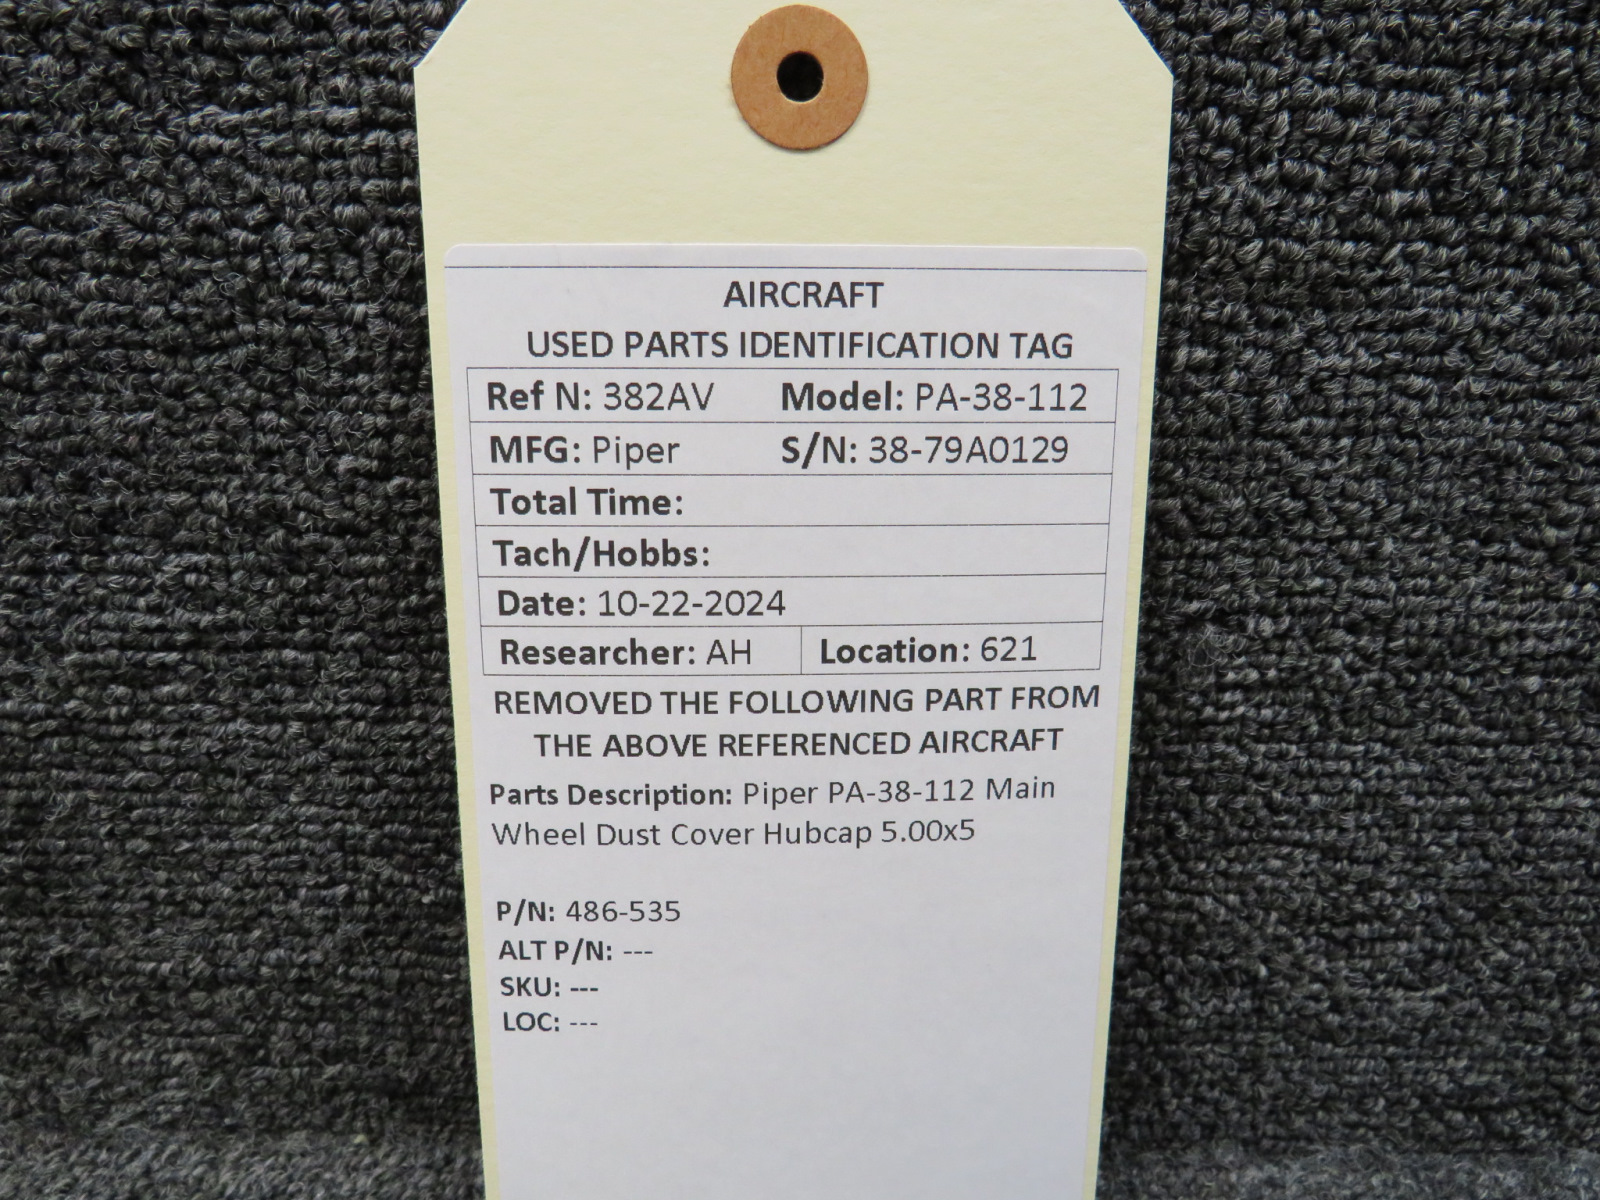 AIRCRAFT
USED PARTS IDENTIFICATION TAG
Ref N: 382AV Model: PA-38-112
MFG: Piper S/N: 38-79A0129
Total Time:
Tach/Hobbs:
Date: 10-22-2024
Researcher: AH Location: 621
REMOVED THE FOLLOWING PART FROM
THE ABOVE REFERENCED AIRCRAFT
Parts Description: Piper PA-38-112 Main
Wheel Dust Cover Hubcap 5.00x5
P/N: 486-535
ALT P/N: ---
SKU: ---
LOC: ---